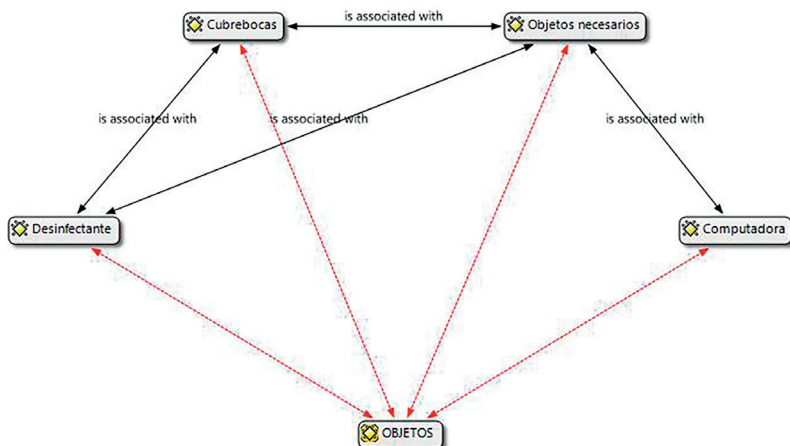 is associated with
Cubrebocas
Objetos necesarios
is associated with
is associated with
is associated with
Desinfectante
Computadora
OBJETOS